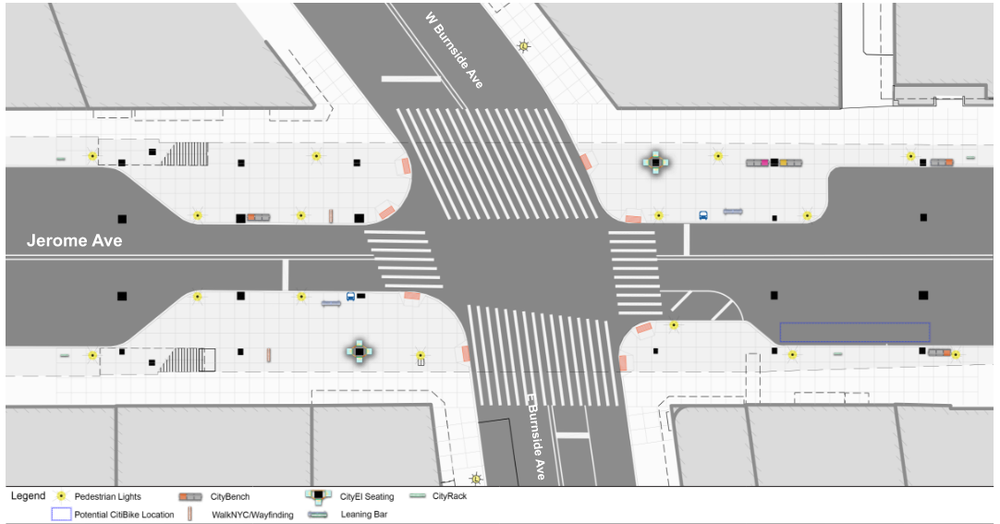 W Burnside Ave
Jerome Ave
E Burnside Ave
Legend
Pedestrian Lights
CityBench
CityEl Seating
CityRack
Potential CitiBike Location
WalkNYC/Wayfinding
Leaning Bar